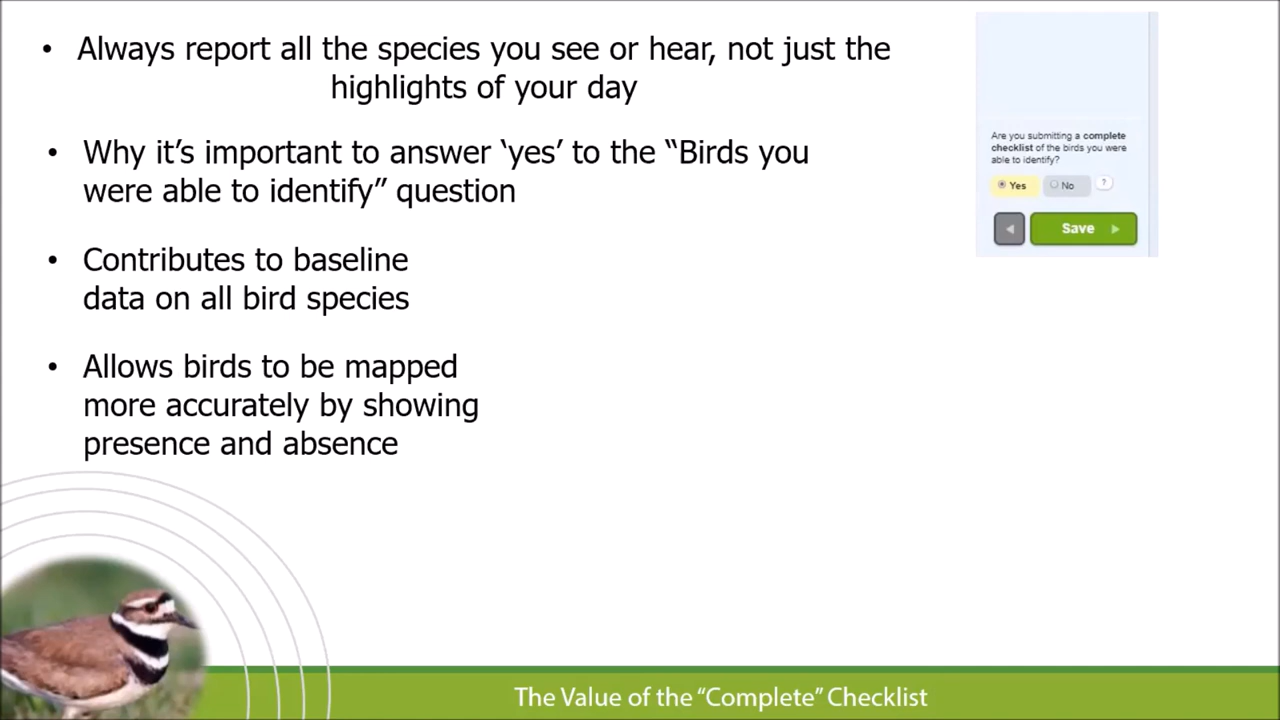 • Always report all the species you see or hear, not just the
highlights of your day
• Why it’s important to answer ‘yes’ to the “Birds you
were able to identify” question
• Contributes to baseline
data on all bird species
• Allows birds to be mapped
more accurately by showing
presence and absence
Are you submitting a complete
checklist of the birds you were
able to identify?
Yes No ?
Save
The Value of the “Complete” Checklist